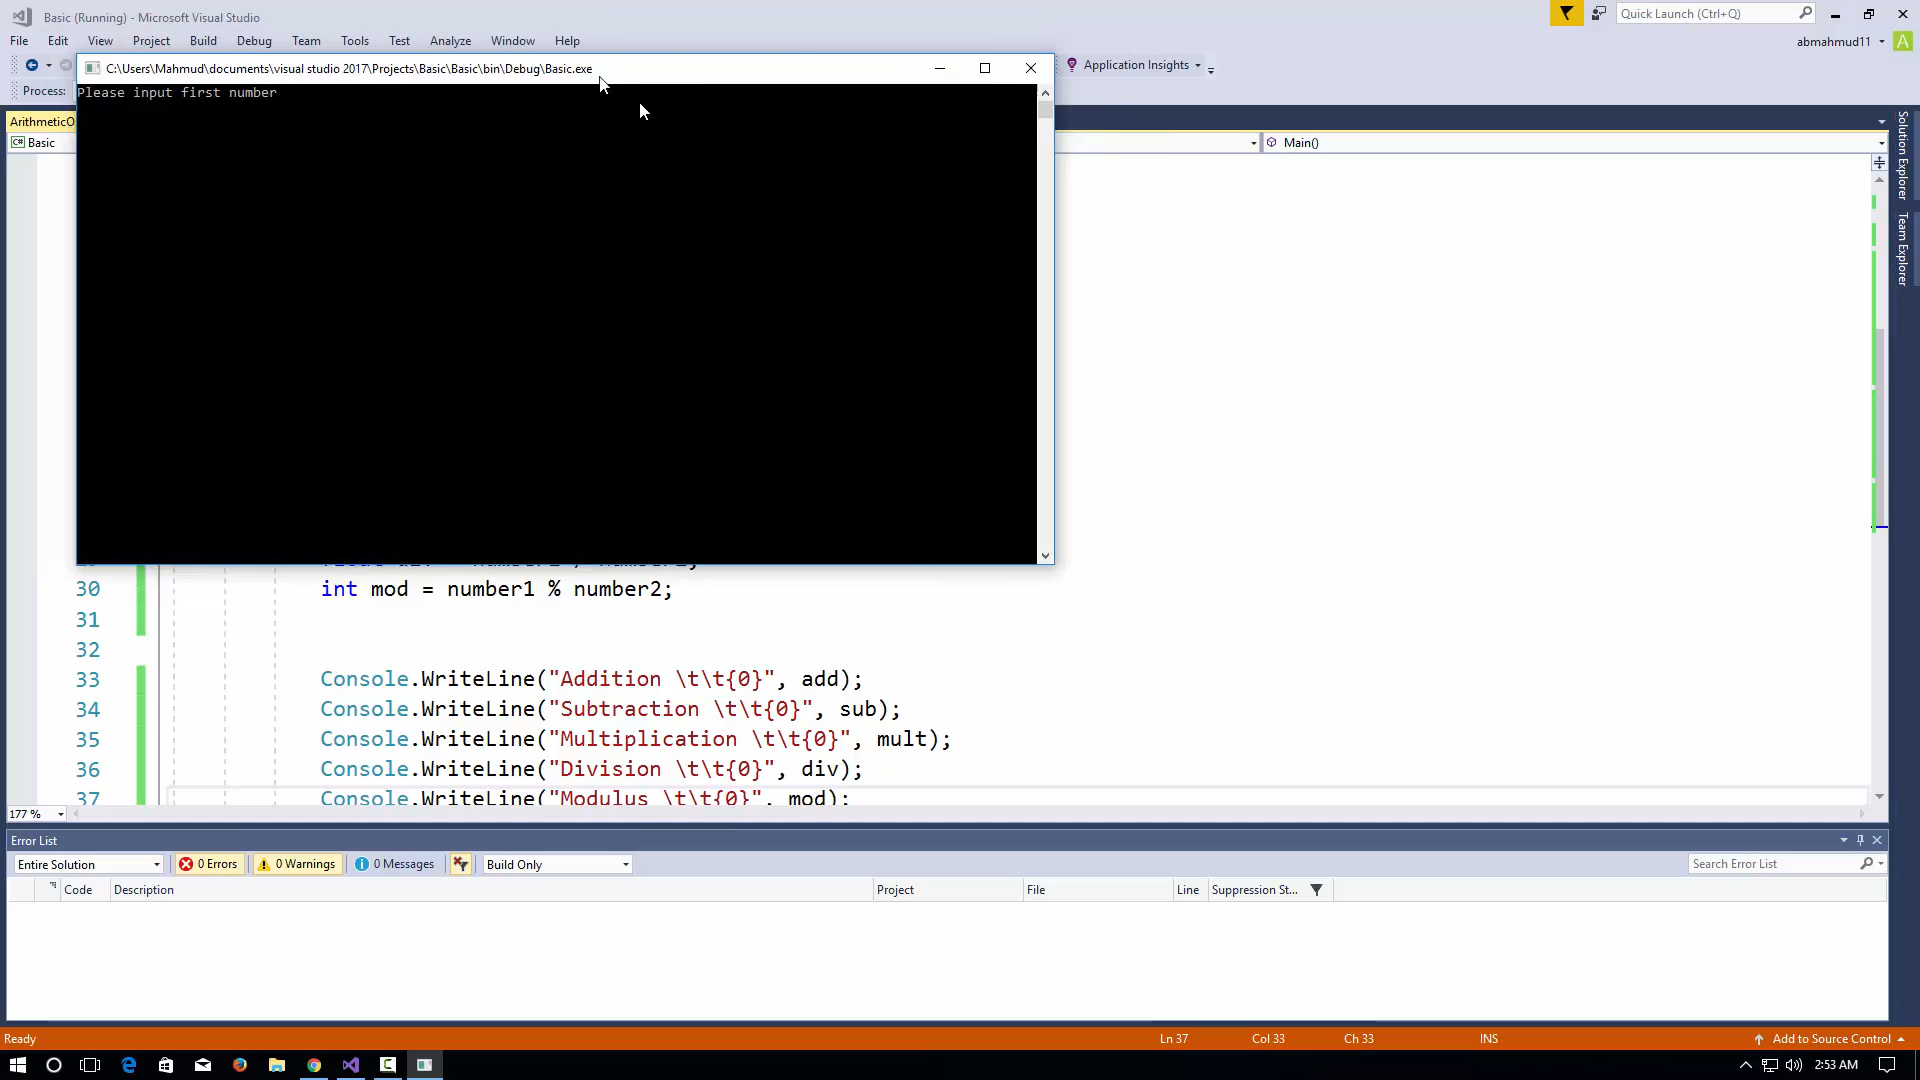 Basic (Running) - Microsoft Visual Studio
Quick Launch (Ctrl+Q)
File Edit View Project Build Debug Team Tools Test Analyze Window Help
abmahmud11 A
C:\Users\Mahmud\documents\visual studio 2017\Projects\Basic\Basic\bin\Debug\Basic.exe
Application Insights
Process:
Please input first number
ArithmeticO
C# Basic
Main()
Solution Explorer
Team Explorer
30 int mod = number1 % number2;
31
32
33 Console.WriteLine("Addition \t\t{0}", add);
34 Console.WriteLine("Subtraction \t\t{0}", sub);
35 Console.WriteLine("Multiplication \t\t{0}", mult);
36 Console.WriteLine("Division \t\t{0}", div);
37 Console.WriteLine("Modulus \t\t{0}", mod);
177 %
Error List
Entire Solution 0 Errors 0 Warnings 0 Messages Build Only Search Error List
Code Description Project File Line Suppression St...
Ready Ln 37 Col 33 Ch 33 INS Add to Source Control
2:53 AM